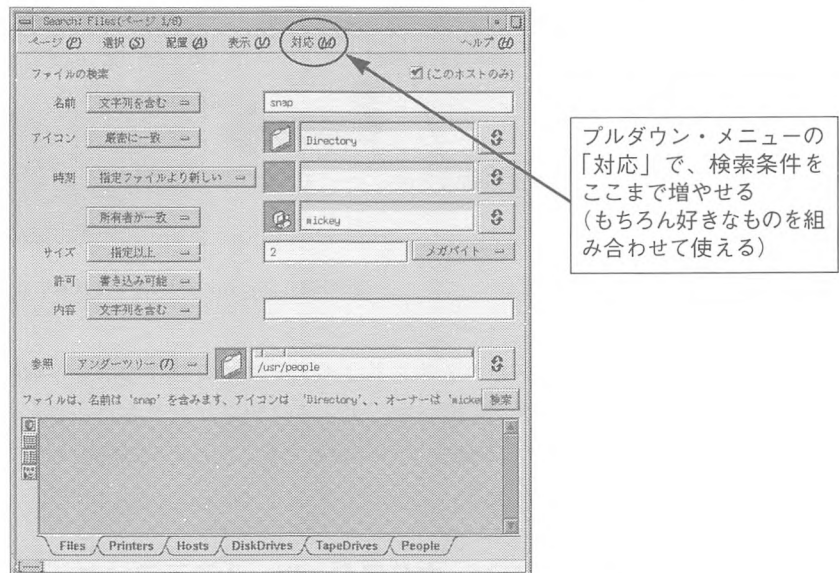 Search: Files(ページ 1/6)
ページ(P) 選択(S) 配置(A) 表示(V) 対応(M) ヘルプ(H)
ファイルの検索 (このホストのみ)
名前 文字列を含む snap
アイコン 厳密に一致 Directory
時刻 指定ファイルより新しい
所有者が一致 mickey
サイズ 指定以上 2 メガバイト
許可 書き込み可能
内容 文字列を含む
参照 アンダーツリー(T) /usr/people
ファイルは、名前は 'snap' を含みます、アイコンは 'Directory'、、オーナーは 'micke 検索
Files Printers Hosts DiskDrives TapeDrives People
プルダウン・メニューの
「対応」で、検索条件を
ここまで増やせる
(もちろん好きなものを組
み合わせて使える)